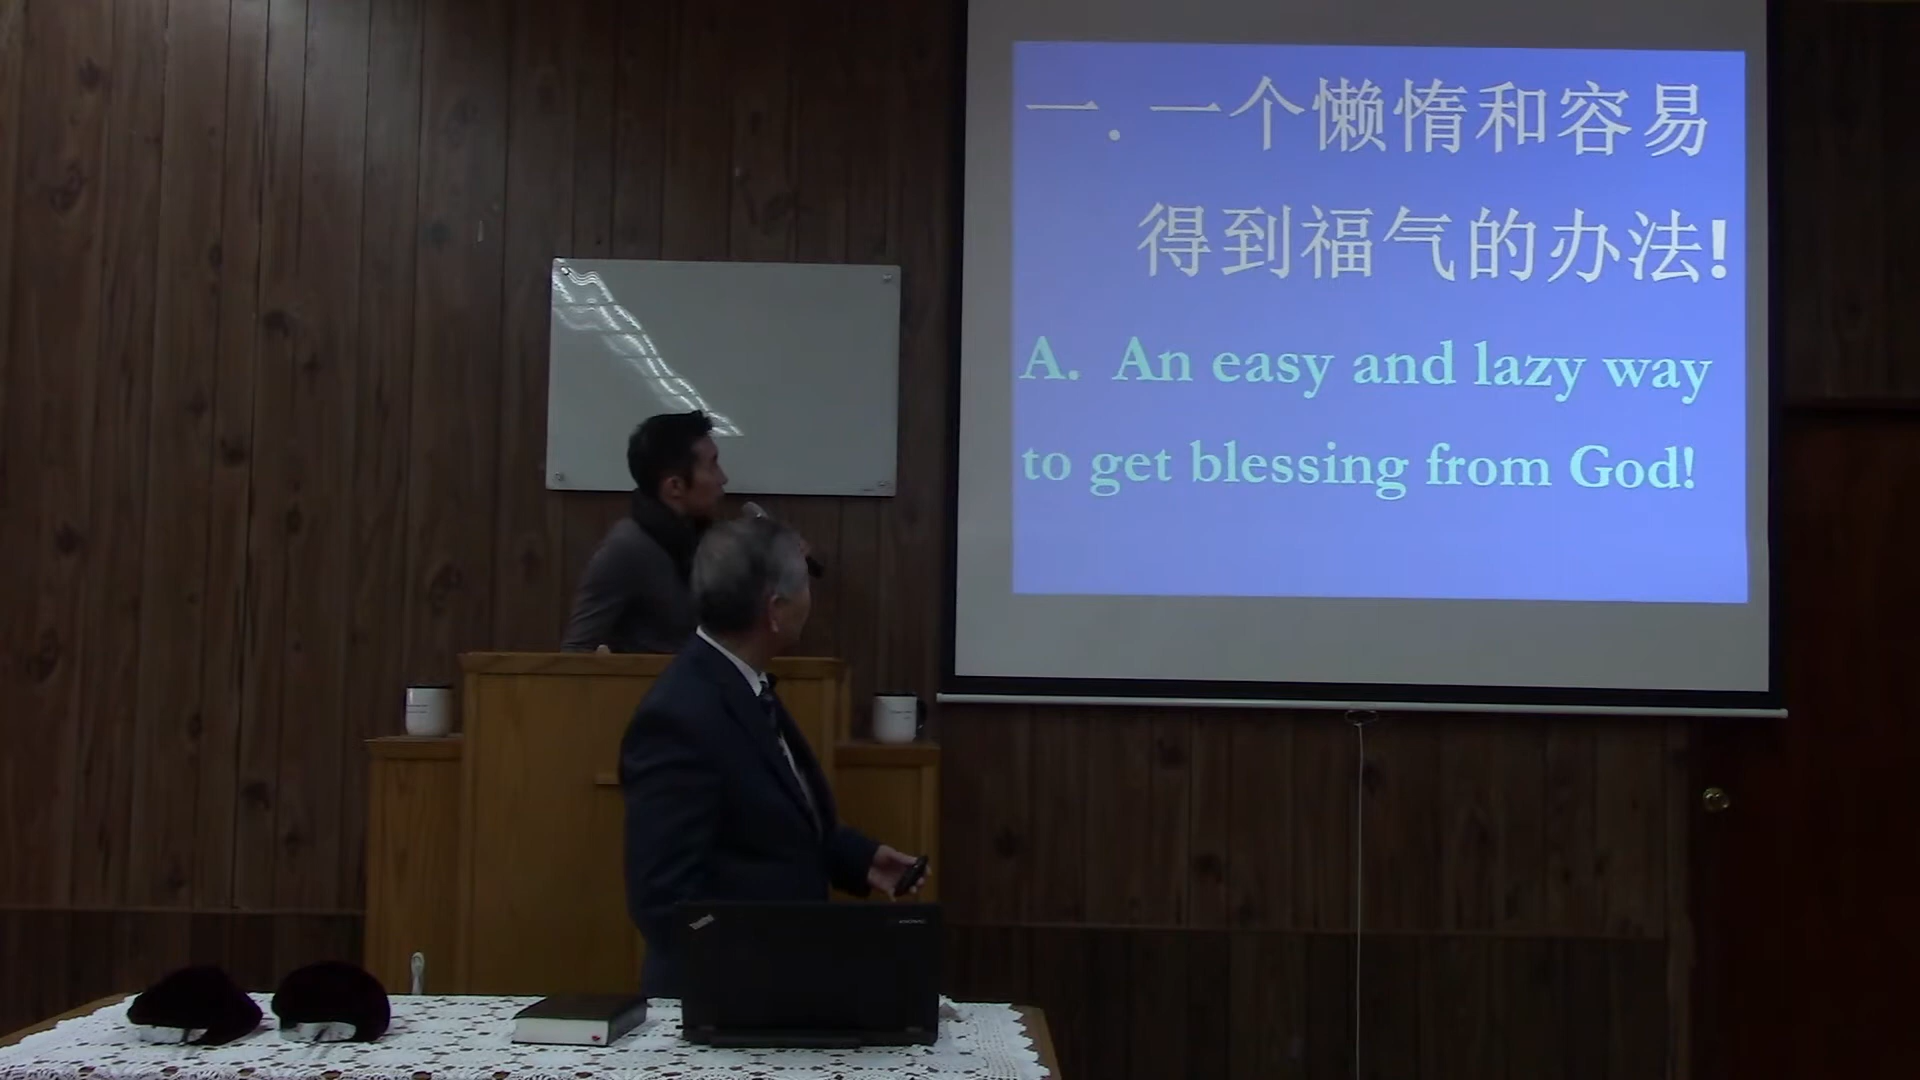 一. 一个懒惰和容易
得到福气的办法!
A. An easy and lazy way
to get blessing from God!
ThinkPad